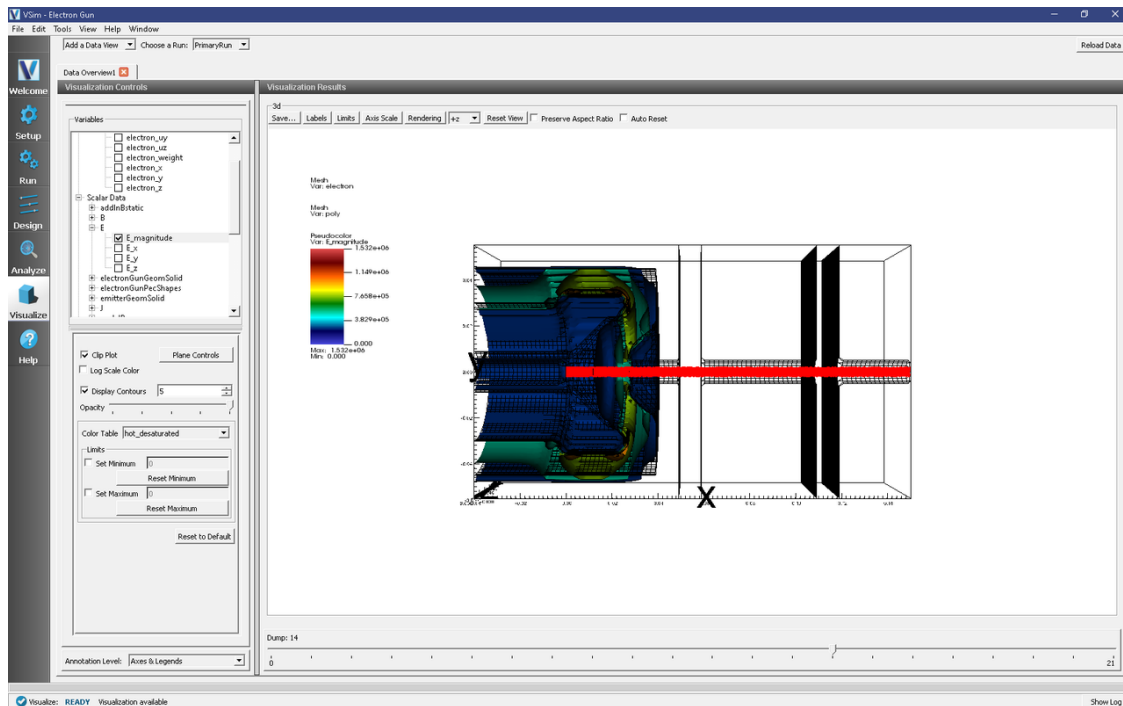 VSim - Electron Gun
File Edit Tools View Help Window
Add a Data View Choose a Run: PrimaryRun Reload Data
Data Overview1
Welcome
Setup
Run
Design
Analyze
Visualize
Help
Visualization Controls
Variables
electron_uy
electron_uz
electron_weight
electron_x
electron_y
electron_z
Scalar Data
addInBstatic
B
E
E_magnitude
E_x
E_y
E_z
electronGunGeomSolid
electronGunPecShapes
emitterGeomSolid
J
Clip Plot Plane Controls
Log Scale Color
Display Contours 5
Opacity
Color Table hot_desaturated
Limits
Set Minimum 0
Reset Minimum
Set Maximum 0
Reset Maximum
Reset to Default
Annotation Level: Axes & Legends
Visualization Results
3d
Save... Labels Limits Axis Scale Rendering +z Reset View Preserve Aspect Ratio Auto Reset
Mesh
Var: electron
Mesh
Var: poly
Pseudocolor
Var: E_magnitude
1.532e+06
1.149e+06
7.658e+05
3.829e+05
0.000
Max: 1.532e+06
Min: 0.000
Y
X
Dump: 14
0 21
Visualize: READY Visualization available Show Log